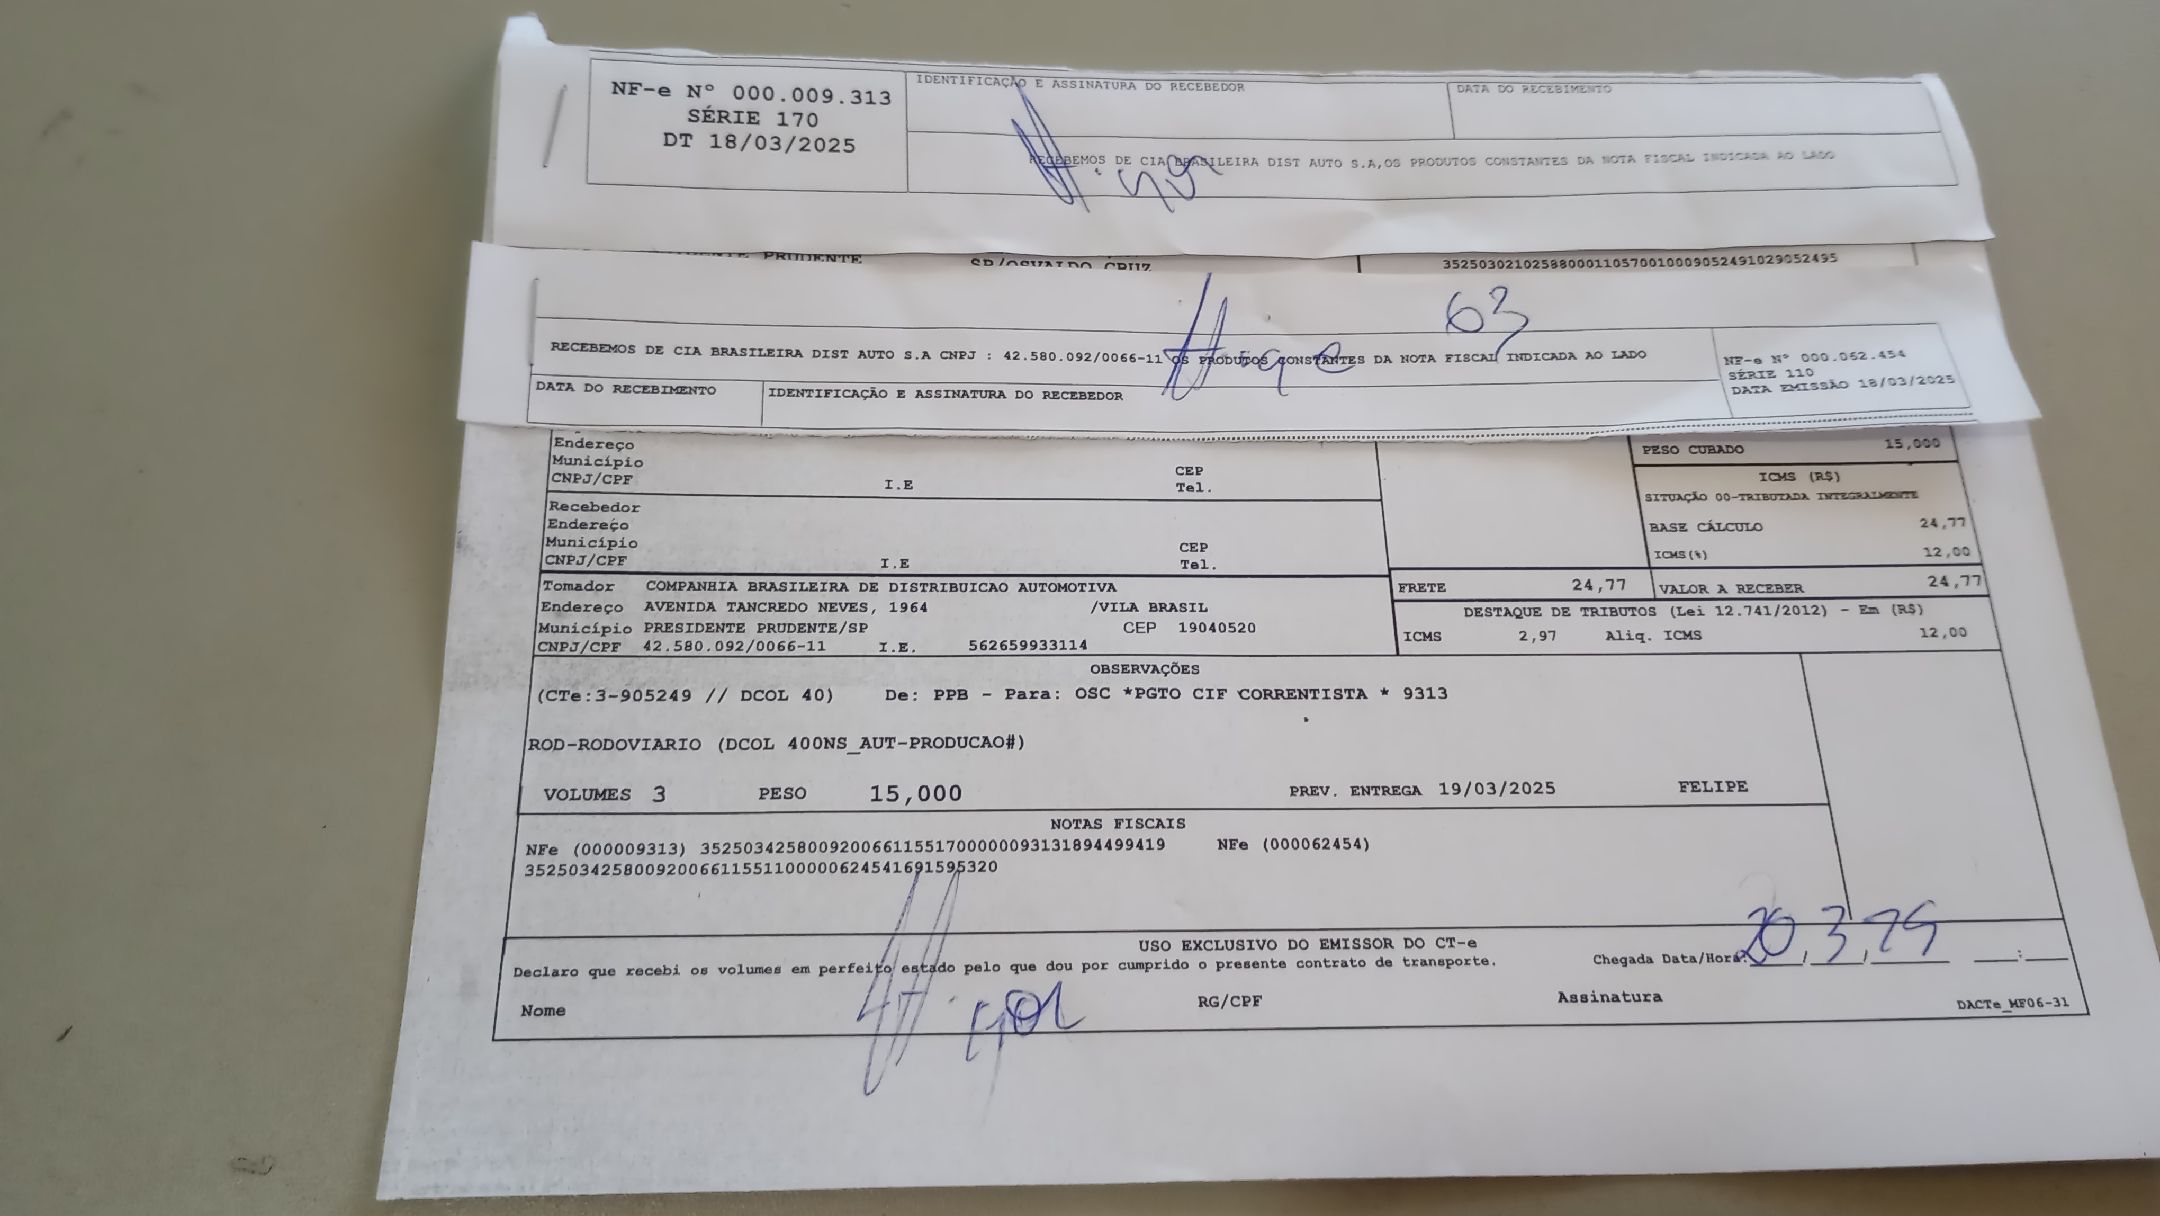 NF-e Nº 000.009.313
SÉRIE 170
DT 18/03/2025
IDENTIFICAÇÃO E ASSINATURA DO RECEBEDOR
DATA DO RECEBIMENTO
RECEBEMOS DE CIA BRASILEIRA DIST AUTO S.A,OS PRODUTOS CONSTANTES DA NOTA FISCAL INDICADA AO LADO
PRUDENTE SP/OSVALDO CRUZ 35250302102588000110570010009052491029052495
63
RECEBEMOS DE CIA BRASILEIRA DIST AUTO S.A CNPJ : 42.580.092/0066-11 OS PRODUTOS CONSTANTES DA NOTA FISCAL INDICADA AO LADO
NF-e Nº 000.062.454
SÉRIE 110
DATA EMISSÃO 18/03/2025
DATA DO RECEBIMENTO
IDENTIFICAÇÃO E ASSINATURA DO RECEBEDOR
Endereço
Município CEP
CNPJ/CPF I.E Tel.
Recebedor
Endereço
Município CEP
CNPJ/CPF I.E Tel.
PESO CUBADO 15,000
ICMS (R$)
SITUAÇÃO 00-TRIBUTADA INTEGRALMENTE
BASE CÁLCULO 24,77
ICMS(%) 12,00
Tomador COMPANHIA BRASILEIRA DE DISTRIBUICAO AUTOMOTIVA
Endereço AVENIDA TANCREDO NEVES, 1964 /VILA BRASIL
Município PRESIDENTE PRUDENTE/SP CEP 19040520
CNPJ/CPF 42.580.092/0066-11 I.E. 562659933114
FRETE 24,77 VALOR A RECEBER 24,77
DESTAQUE DE TRIBUTOS (Lei 12.741/2012) - Em (R$)
ICMS 2,97 Aliq. ICMS 12,00
OBSERVAÇÕES
(CTe:3-905249 // DCOL 40) De: PPB - Para: OSC *PGTO CIF CORRENTISTA * 9313
ROD-RODOVIARIO (DCOL 400NS_AUT-PRODUCAO#)
VOLUMES 3 PESO 15,000 PREV. ENTREGA 19/03/2025 FELIPE
NOTAS FISCAIS
NFe (000009313) 35250342580092006611551700000093131894499419 NFe (000062454)
35250342580092006611551100000624541691595320
USO EXCLUSIVO DO EMISSOR DO CT-e
Declaro que recebi os volumes em perfeito estado pelo que dou por cumprido o presente contrato de transporte.
Chegada Data/Hora: 20/3/25 __:__
Nome RG/CPF Assinatura
DACTe_MF06-31